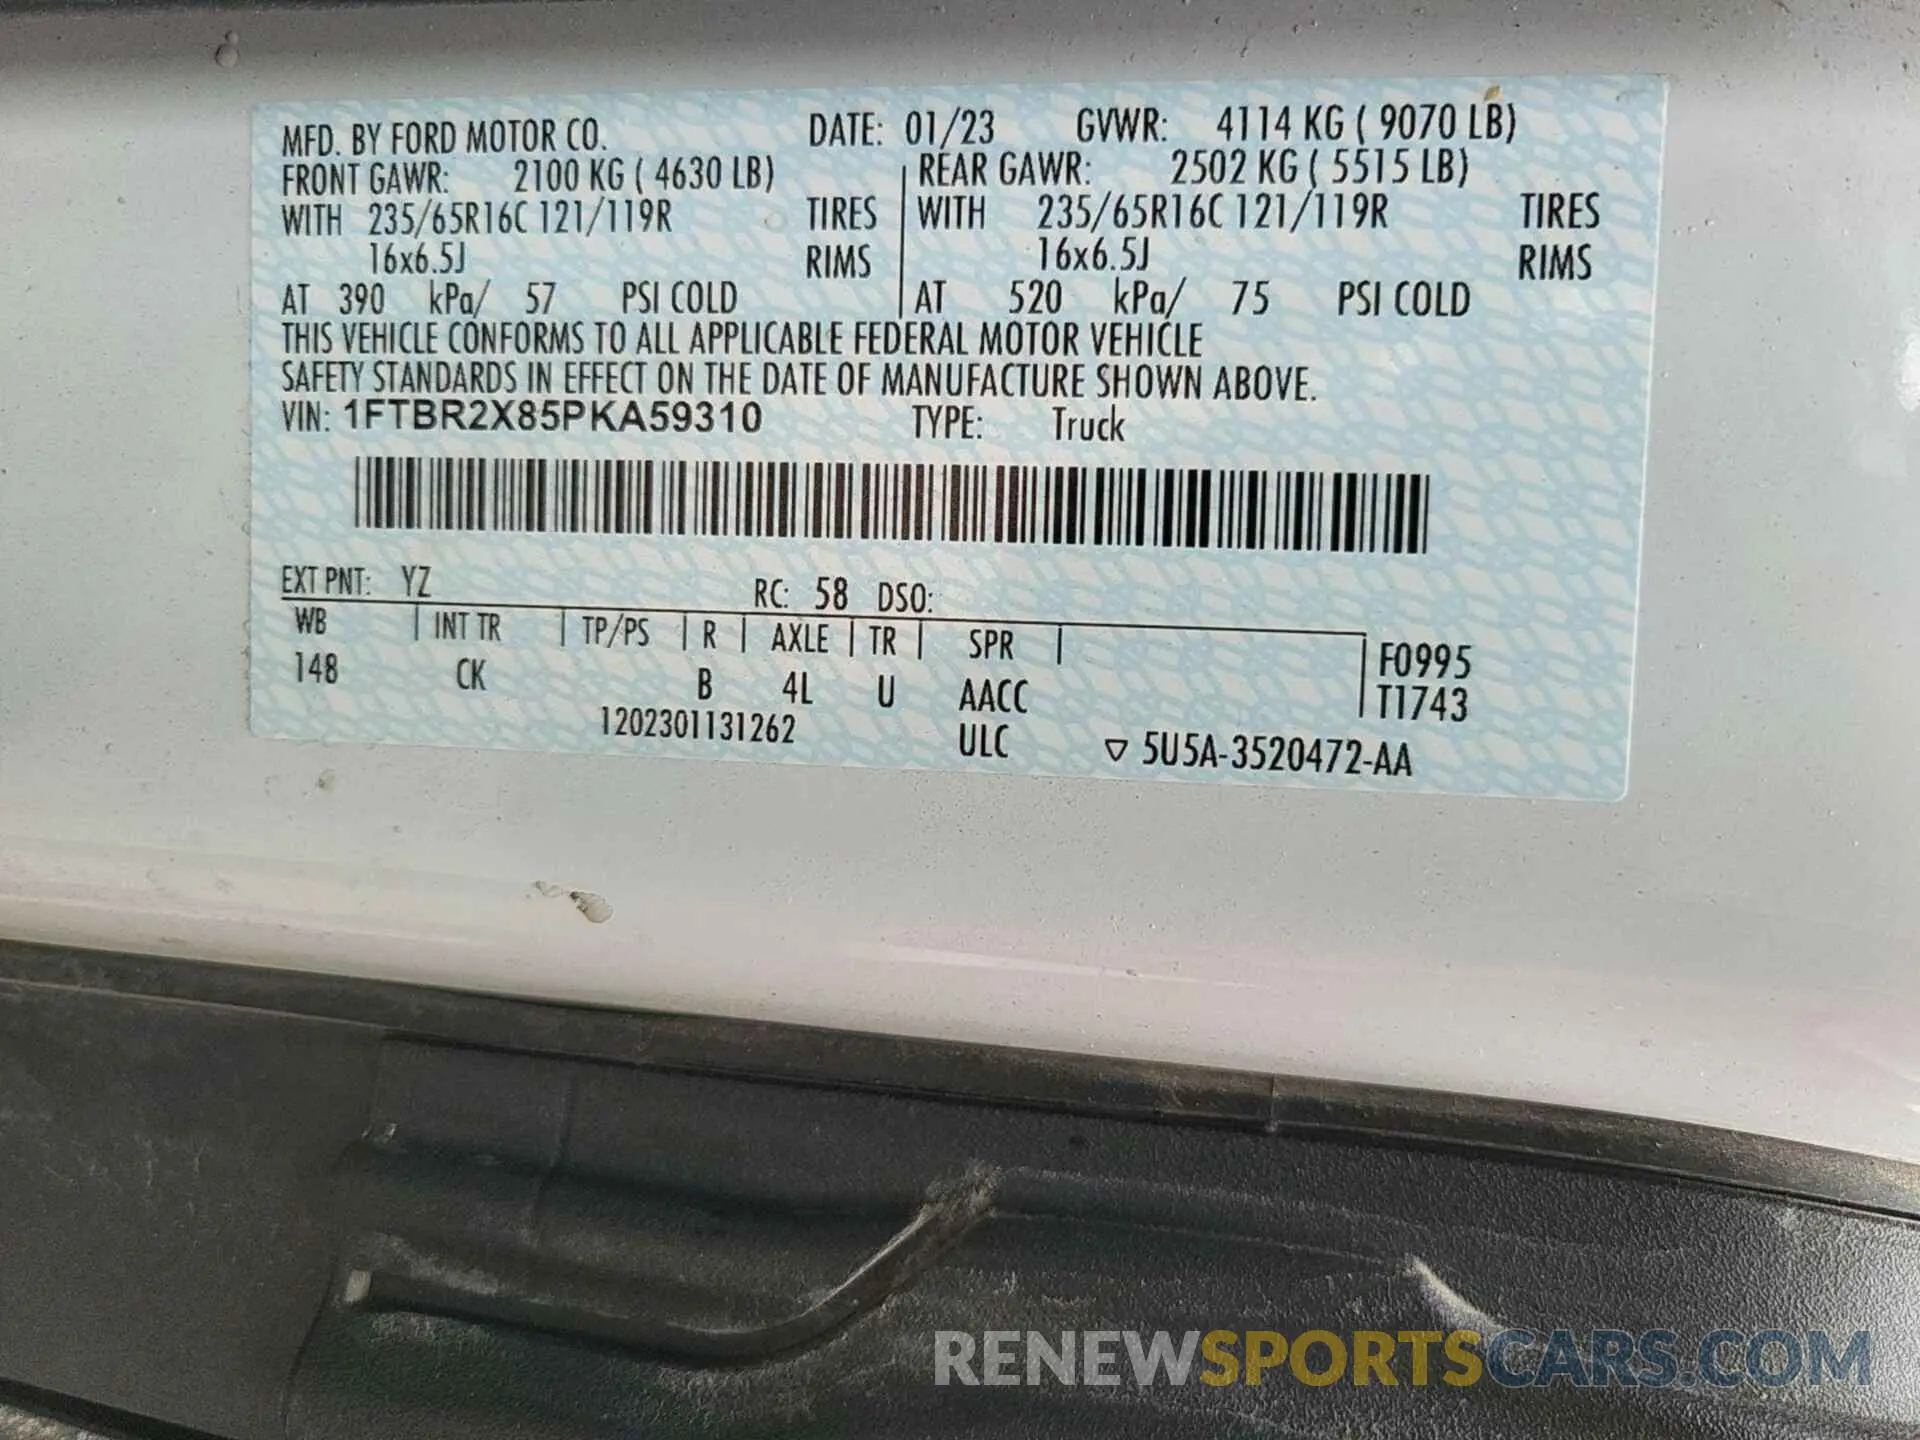 MFD. BY FORD MOTOR CO. DATE: 01/23 GVWR: 4114 KG ( 9070 LB)
FRONT GAWR: 2100 KG ( 4630 LB) REAR GAWR: 2502 KG ( 5515 LB)
WITH 235/65R16C 121/119R TIRES WITH 235/65R16C 121/119R TIRES
16x6.5J RIMS 16x6.5J RIMS
AT 390 kPa/ 57 PSI COLD AT 520 kPa/ 75 PSI COLD
THIS VEHICLE CONFORMS TO ALL APPLICABLE FEDERAL MOTOR VEHICLE
SAFETY STANDARDS IN EFFECT ON THE DATE OF MANUFACTURE SHOWN ABOVE.
VIN: 1FTBR2X85PKA59310 TYPE: Truck
EXT PNT: YZ RC: 58 DSO:
WB INT TR TP/PS R AXLE TR SPR F0995
148 CK B 4L U AACC T1743
1202301131262 ULC ▽ 5U5A-3520472-AA
RENEWSPORTSCARS.COM